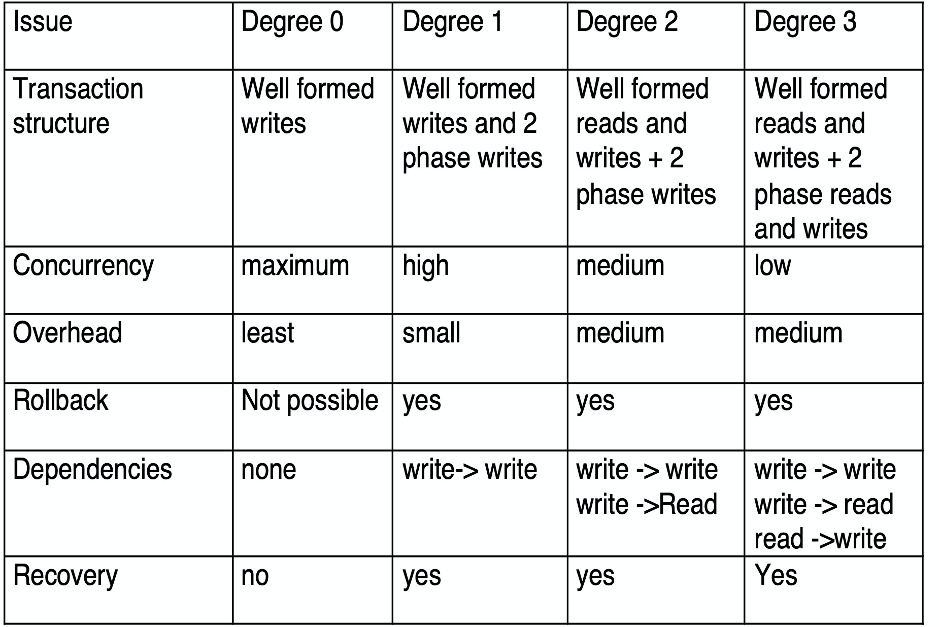 Issue Degree 0 Degree 1 Degree 2 Degree 3
Transaction Well formed Well formed Well formed Well formed
structure writes writes and 2 reads and reads and
phase writes writes + 2 writes + 2
phase writes phase reads
and writes
Concurrency maximum high medium low
Overhead least small medium medium
Rollback Not possible yes yes yes
Dependencies none write-> write write -> write write -> write
write ->Read write -> read
read ->write
Recovery no yes yes Yes